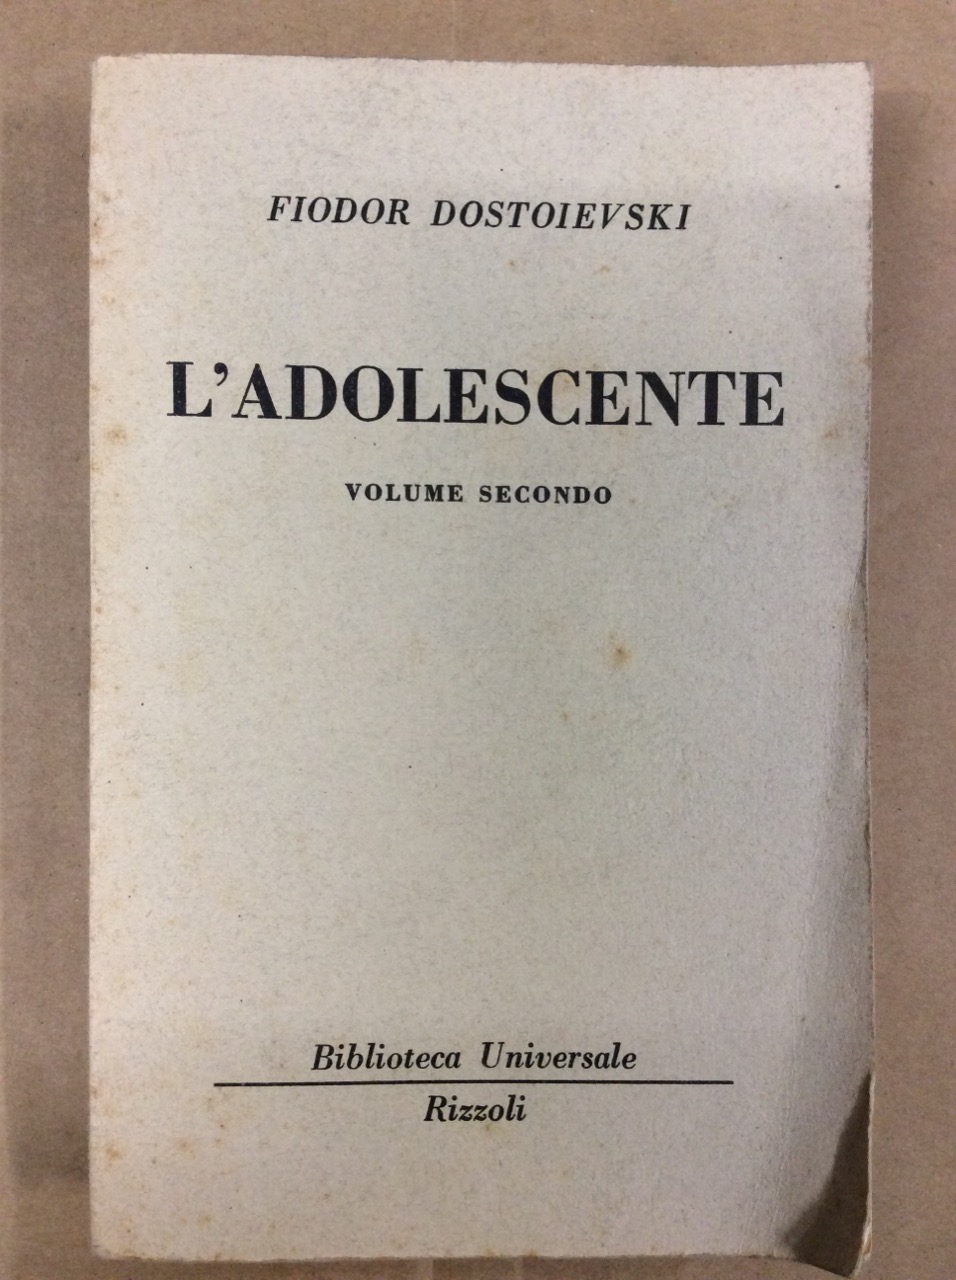 FIODOR DOSTOIEVSKI
L'ADOLESCENTE
VOLUME SECONDO
Biblioteca Universale
Rizzoli